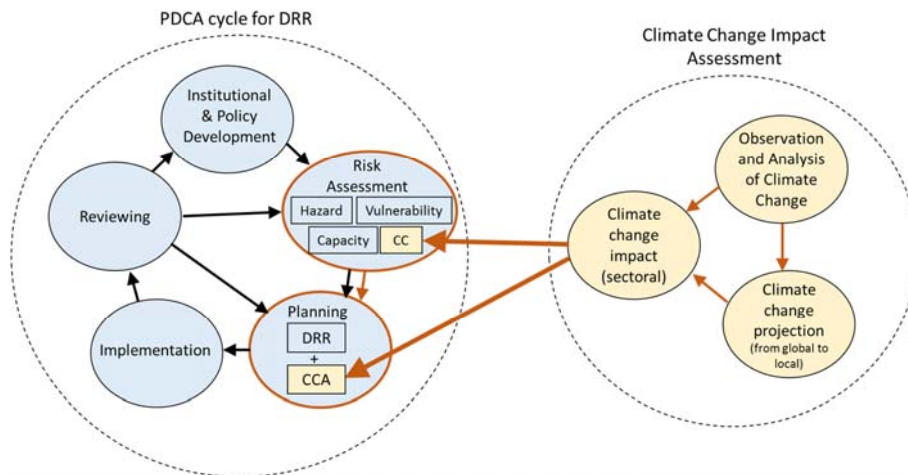 PDCA cycle for DRR
Institutional
& Policy
Development
Reviewing
Risk
Assessment
Hazard
Vulnerability
Capacity
CC
Planning
DRR
+
CCA
Implementation
Climate Change Impact
Assessment
Observation
and Analysis
of Climate
Change
Climate
change
impact
(sectoral)
Climate
change
projection
(from global to
local)